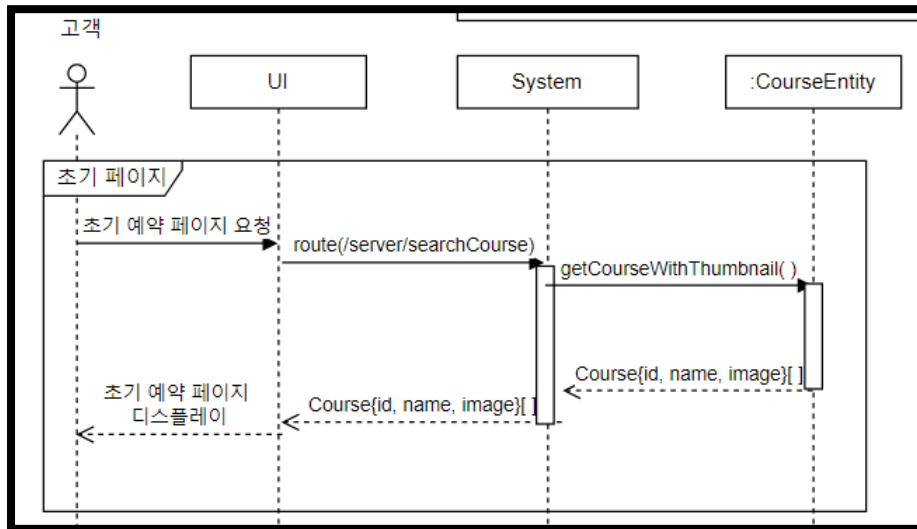 고객
UI
System
:CourseEntity
초기 페이지
초기 예약 페이지 요청
route(/server/searchCourse)
getCourseWithThumbnail( )
Course{id, name, image}[ ]
Course{id, name, image}[ ]
초기 예약 페이지
디스플레이